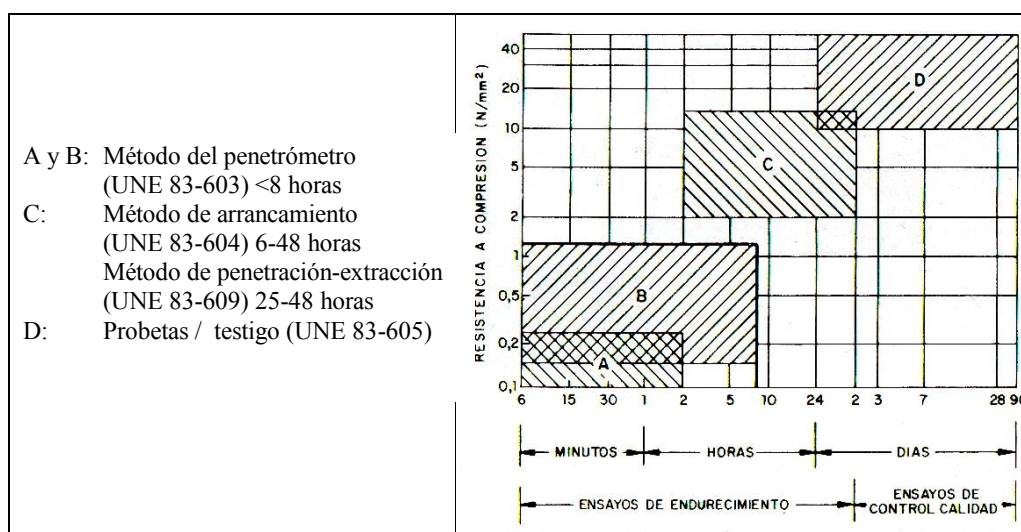 A y B: Método del penetrómetro
(UNE 83-603) <8 horas
C: Método de arrancamiento
(UNE 83-604) 6-48 horas
Método de penetración-extracción
(UNE 83-609) 25-48 horas
D: Probetas / testigo (UNE 83-605)
RESISTENCIA A COMPRESION (N/mm²)
40
20
10
5
2
1
0,5
0,2
0,1
D
C
B
A
6 15 30 1 2 5 10 24 2 3 7 28 90
MINUTOS HORAS DIAS
ENSAYOS DE ENDURECIMIENTO
ENSAYOS DE
CONTROL CALIDAD